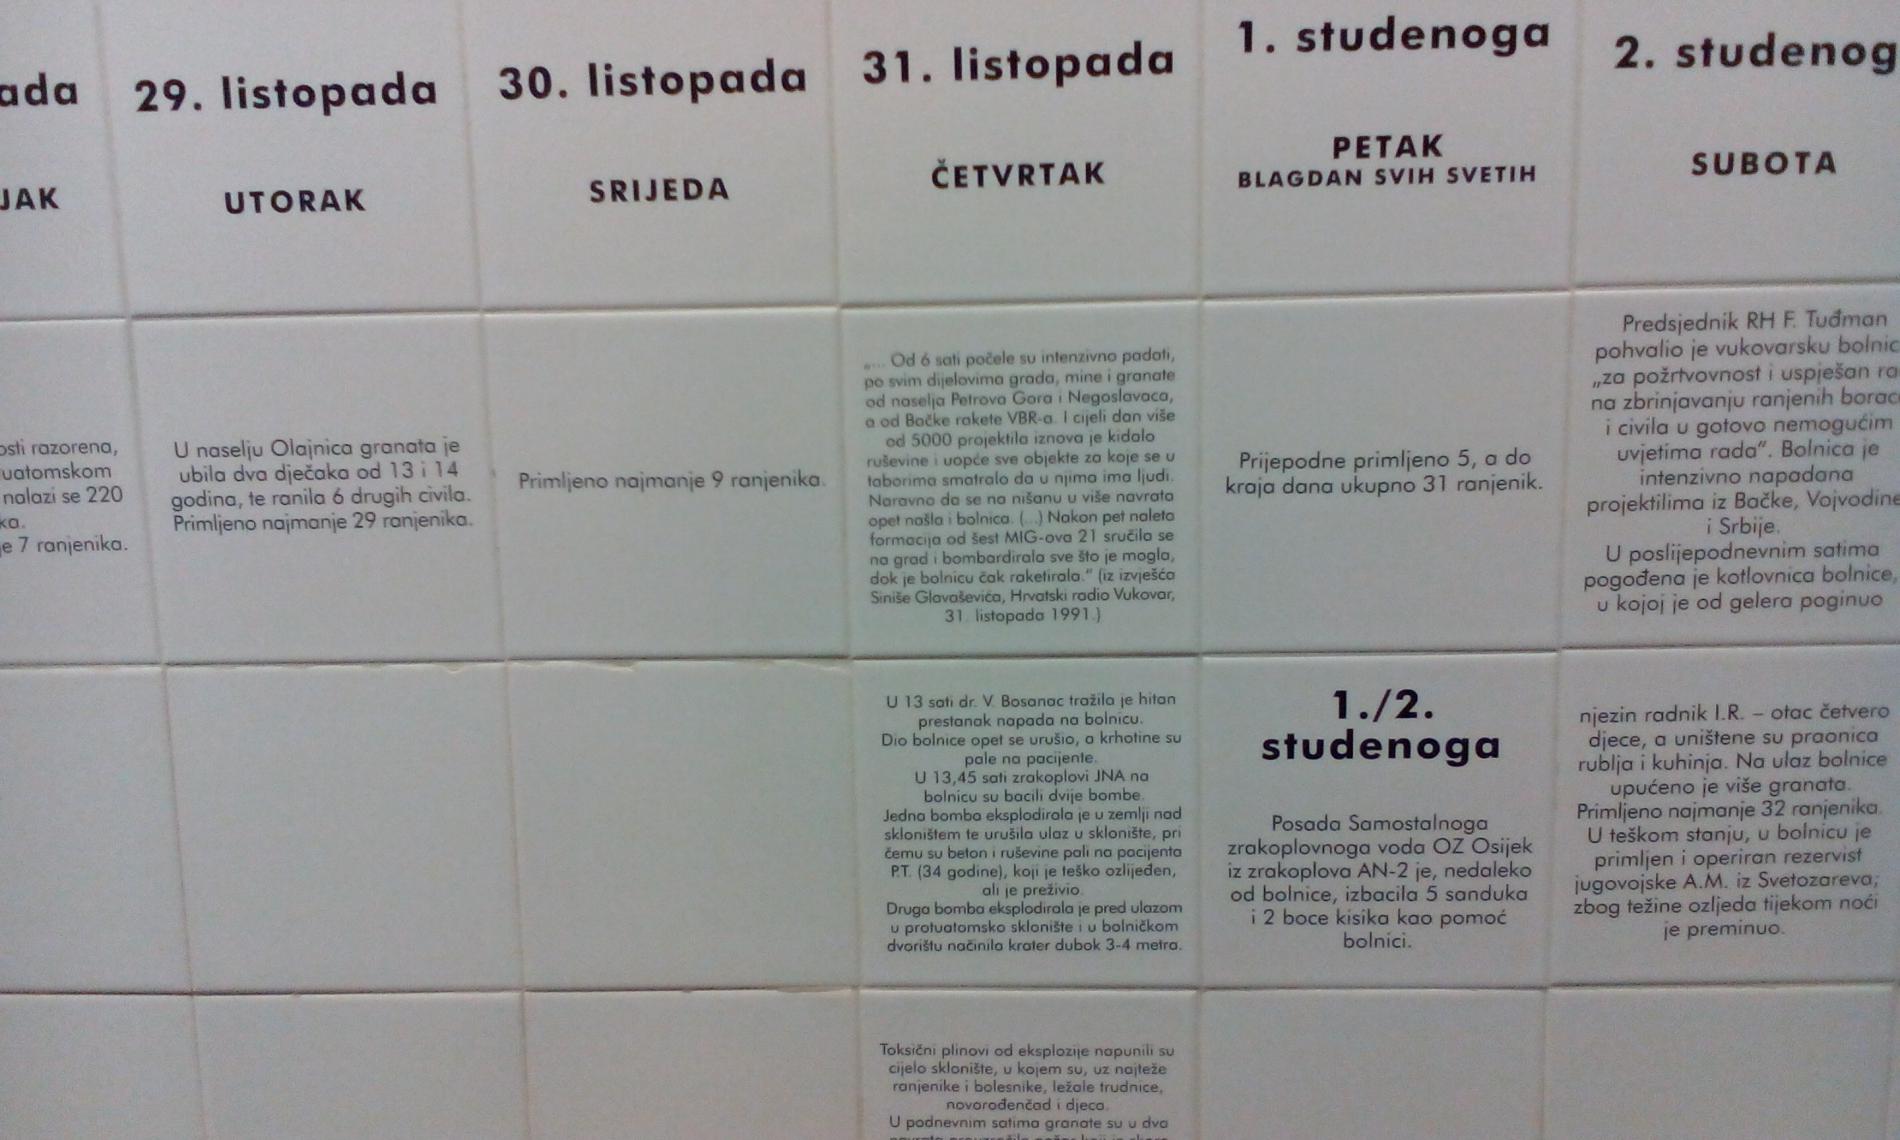 ada
JAK
osti razorena,
uatomskom
nalazi se 220
ka.
e 7 ranjenika.
29. listopada
UTORAK
U naselju Olajnica granata je
ubila dva dječaka od 13 i 14
godina, te ranila 6 drugih civila.
Primljeno najmanje 29 ranjenika.
30. listopada
SRIJEDA
Primljeno najmanje 9 ranjenika.
31. listopada
ČETVRTAK
„... Od 6 sati počele su intenzivno padati,
po svim dijelovima grada, mine i granate
od naselja Petrova Gora i Negoslavaca,
a od Bačke rakete VBR-a. I cijeli dan više
od 5000 projektila iznova je kidalo
ruševine i uopće sve objekte za koje se u
taborima smatralo da u njima ima ljudi.
Naravno da se na nišanu u više navrata
opet našla i bolnica. (...) Nakon pet naleta
formacija od šest MIG-ova 21 sručila se
na grad i bombardirala sve što je mogla,
dok je bolnicu čak raketirala.“ (iz izvješća
Siniše Glavaševića, Hrvatski radio Vukovar,
31. listopada 1991.)
U 13 sati dr. V. Bosanac tražila je hitan
prestanak napada na bolnicu.
Dio bolnice opet se urušio, a krhotine su
pale na pacijente.
U 13,45 sati zrakoplovi JNA na
bolnicu su bacili dvije bombe.
Jedna bomba eksplodirala je u zemlji nad
skloništem te urušila ulaz u sklonište, pri
čemu su beton i ruševine pali na pacijenta
P.T. (34 godine), koji je teško ozlijeđen,
ali je preživio.
Druga bomba eksplodirala je pred ulazom
u protuatomsko sklonište i u bolničkom
dvorištu načinila krater dubok 3-4 metra.
Toksični plinovi od eksplozije napunili su
cijelo sklonište, u kojem su, uz najteže
ranjenike i bolesnike, ležale trudnice,
novorođenčad i djeca.
U podnevnim satima granate su u dva
1. studenoga
PETAK
BLAGDAN SVIH SVETIH
Prijepodne primljeno 5, a do
kraja dana ukupno 31 ranjenik.
1./2.
studenoga
Posada Samostalnoga
zrakoplovnoga voda OZ Osijek
iz zrakoplova AN-2 je, nedaleko
od bolnice, izbacila 5 sanduka
i 2 boce kisika kao pomoć
bolnici.
2. studenog
SUBOTA
Predsjednik RH F. Tuđman
pohvalio je vukovarsku bolnic
„za požrtvovnost i uspješan ra
na zbrinjavanju ranjenih borac
i civila u gotovo nemogućim
uvjetima rada“. Bolnica je
intenzivno napadana
projektilima iz Bačke, Vojvodine
i Srbije.
U poslijepodnevnim satima
pogođena je kotlovnica bolnice,
u kojoj je od gelera poginuo
njezin radnik I.R. – otac četvero
djece, a uništene su praonica
rublja i kuhinja. Na ulaz bolnice
upućeno je više granata.
Primljeno najmanje 32 ranjenika.
U teškom stanju, u bolnicu je
primljen i operiran rezervist
jugovojske A.M. iz Svetozareva;
zbog težine ozljeda tijekom noći
je preminuo.